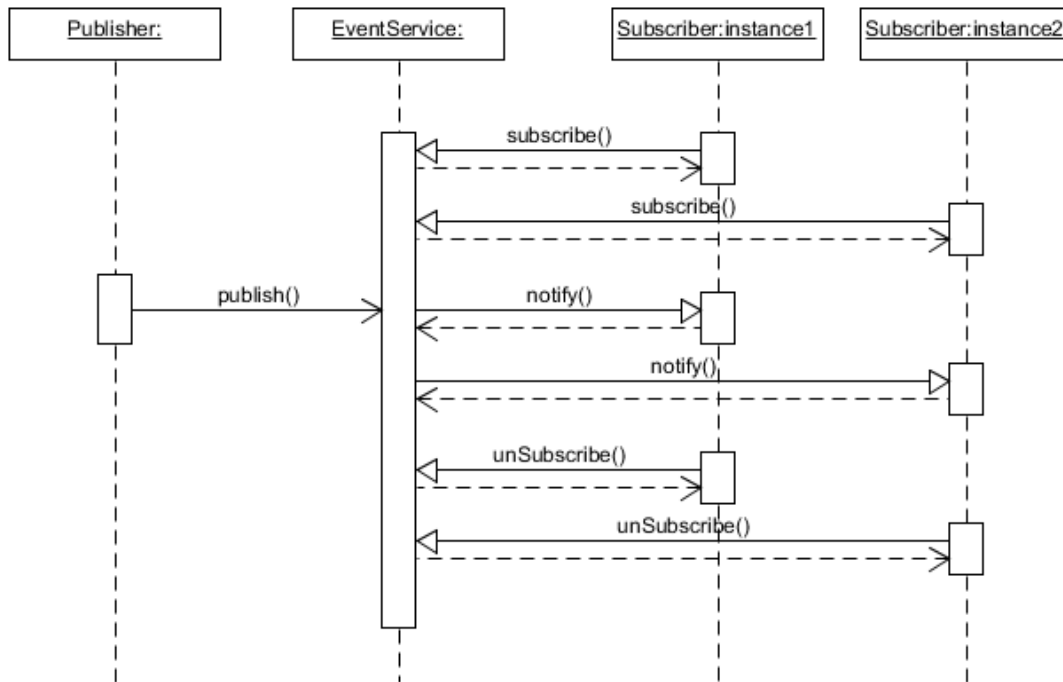 Publisher:
EventService:
Subscriber:instance1
Subscriber:instance2
subscribe()
subscribe()
publish()
notify()
notify()
unSubscribe()
unSubscribe()